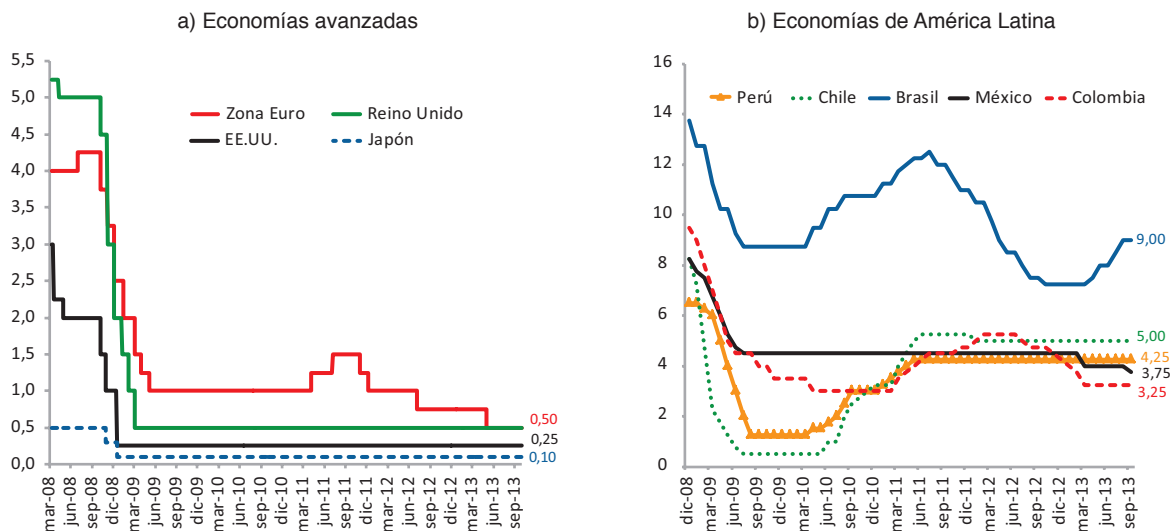 a) Economías avanzadas
5,5
5,0
4,5
4,0
3,5
3,0
2,5
2,0
1,5
1,0
0,5
0,0
Zona Euro
Reino Unido
EE.UU.
Japón
0,50
0,25
0,10
mar-08
jun-08
sep-08
dic-08
mar-09
jun-09
sep-09
dic-09
mar-10
jun-10
sep-10
dic-10
mar-11
jun-11
sep-11
dic-11
mar-12
jun-12
sep-12
dic-12
mar-13
jun-13
sep-13
b) Economías de América Latina
16
14
12
10
8
6
4
2
0
Perú
Chile
Brasil
México
Colombia
9,00
5,00
4,25
3,75
3,25
dic-08
mar-09
jun-09
sep-09
dic-09
mar-10
jun-10
sep-10
dic-10
mar-11
jun-11
sep-11
dic-11
mar-12
jun-12
sep-12
dic-12
mar-13
jun-13
sep-13